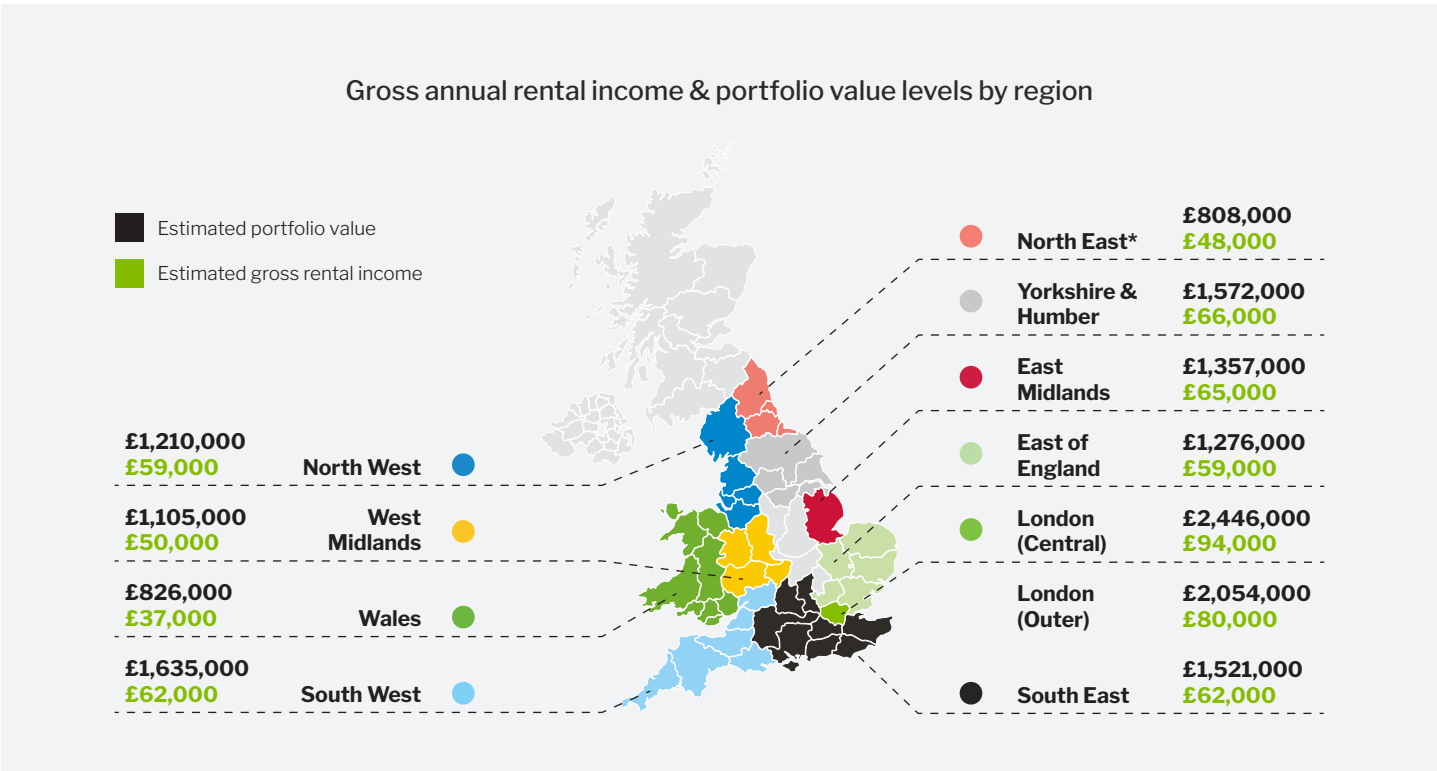 Gross annual rental income & portfolio value levels by region
Estimated portfolio value
Estimated gross rental income
£1,210,000
£59,000
North West
£1,105,000
£50,000
West
Midlands
£826,000
£37,000
Wales
£1,635,000
£62,000
South West
North East*
£808,000
£48,000
Yorkshire &
Humber
£1,572,000
£66,000
East
Midlands
£1,357,000
£65,000
East of
England
£1,276,000
£59,000
London
(Central)
£2,446,000
£94,000
London
(Outer)
£2,054,000
£80,000
South East
£1,521,000
£62,000